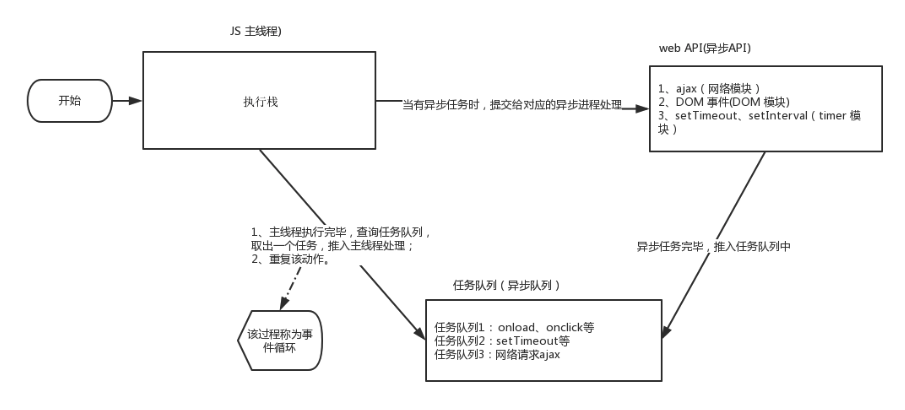 JS 主线程)
web API(异步API)
开始
执行栈
当有异步任务时，提交给对应的异步进程处理
1、ajax（网络模块）
2、DOM 事件(DOM 模块)
3、setTimeout、setInterval（timer 模
块）
1、主线程执行完毕，查询任务队列，
取出一个任务，推入主线程处理；
2、重复该动作。
异步任务完毕，推入任务队列中
任务队列（异步队列）
该过程称为事
件循环
任务队列1：onload、onclick等
任务队列2：setTimeout等
任务队列3：网络请求ajax